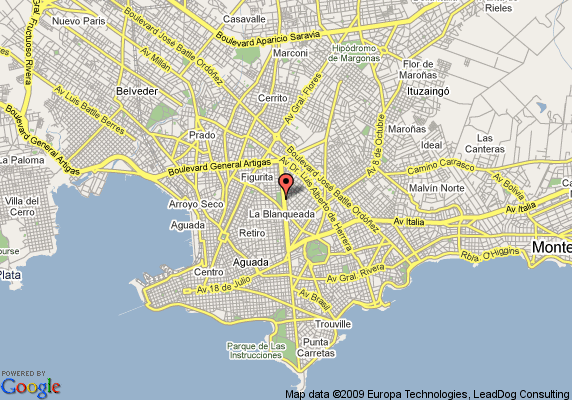 Rieles
Casavalle
Nuevo Paris
Boulevard Aparicio Saravia
Gral. Fructuoso Rivera
Boulevard José Batlle Ordóñez
Marconi
Hipódromo
de Margonas
Av Millan
Flor de
Maroñas
Belveder
Ituzaingó
Cerrito
Av Gral. Flores
Av Luis Batlle Berres
Maroñas
Prado
Av 8 de Octubre
Ideal
Las
Canteras
Boulevard General Artigas
La Paloma
Boulevard General Artigas
Av Dr. Luis Alberto de Herrera
Boulevard José Batlle Ordóñez
Camino Carrasco
Figurita
Malvin Norte
Av Bolivia
Villa del
Cerro
Arroyo Seco
La Blanqueada
Av Italia
Aguada
Av Italia
Retiro
Monte
Rbla O'Higgins
Plata
Centro
Aguada
Av Gral. Rivera
Av 18 de Julio
Av Brasil
Trouville
Parque de Las
Instrucciones
Punta
Carretas
POWERED BY
Google
Map data ©2009 Europa Technologies, LeadDog Consulting